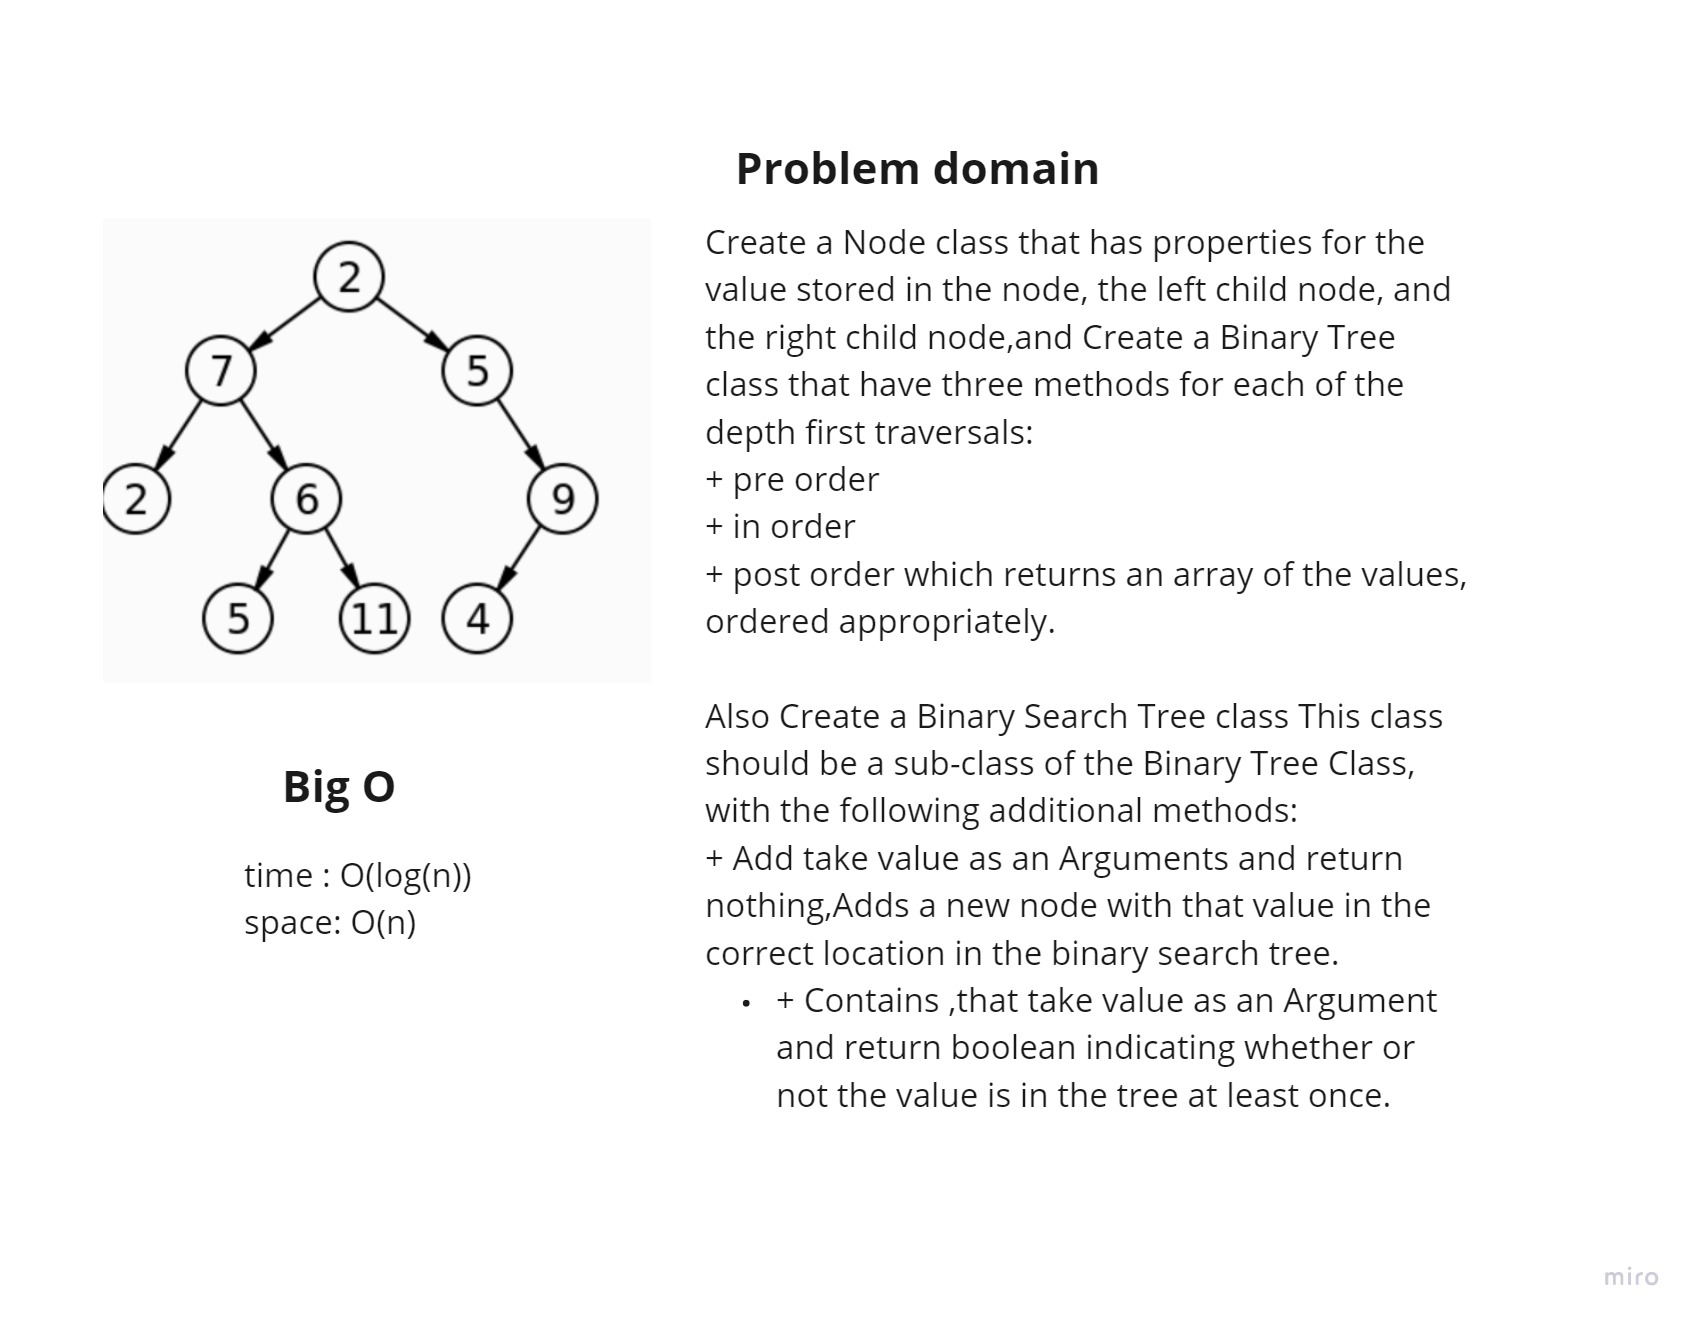 Problem domain
Create a Node class that has properties for the
value stored in the node, the left child node, and
the right child node,and Create a Binary Tree
class that have three methods for each of the
depth first traversals:
+ pre order
+ in order
+ post order which returns an array of the values,
ordered appropriately.
Also Create a Binary Search Tree class This class
should be a sub-class of the Binary Tree Class,
with the following additional methods:
+ Add take value as an Arguments and return
nothing,Adds a new node with that value in the
correct location in the binary search tree.
• + Contains ,that take value as an Argument
and return boolean indicating whether or
not the value is in the tree at least once.
2
7 5
2 6 9
5 11 4
Big O
time : O(log(n))
space: O(n)
miro